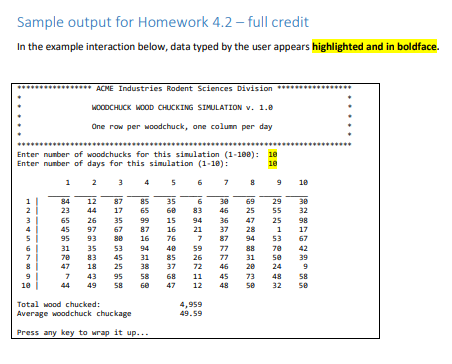 Sample output for Homework 4.2 – full credit
In the example interaction below, data typed by the user appears highlighted and in boldface.
***************** ACME Industries Rodent Sciences Division *****************
* *
* WOODCHUCK WOOD CHUCKING SIMULATION v. 1.0 *
* *
* One row per woodchuck, one column per day *
* *
****************************************************************************
Enter number of woodchucks for this simulation (1-100): 10
Enter number of days for this simulation (1-10): 10
1 2 3 4 5 6 7 8 9 10
1 | 84 12 87 85 35 6 30 69 29 30
2 | 23 44 17 65 60 83 46 25 55 32
3 | 65 26 35 99 15 94 36 47 25 98
4 | 45 97 67 87 16 21 37 28 1 17
5 | 95 93 80 16 76 7 87 94 53 67
6 | 31 35 53 94 40 59 77 88 70 42
7 | 70 83 45 31 85 26 77 31 50 39
8 | 47 18 25 38 37 72 46 20 24 9
9 | 7 43 95 58 68 11 45 73 48 58
10 | 44 49 58 60 47 12 48 50 32 50
Total wood chucked: 4,959
Average woodchuck chuckage 49.59
Press any key to wrap it up...